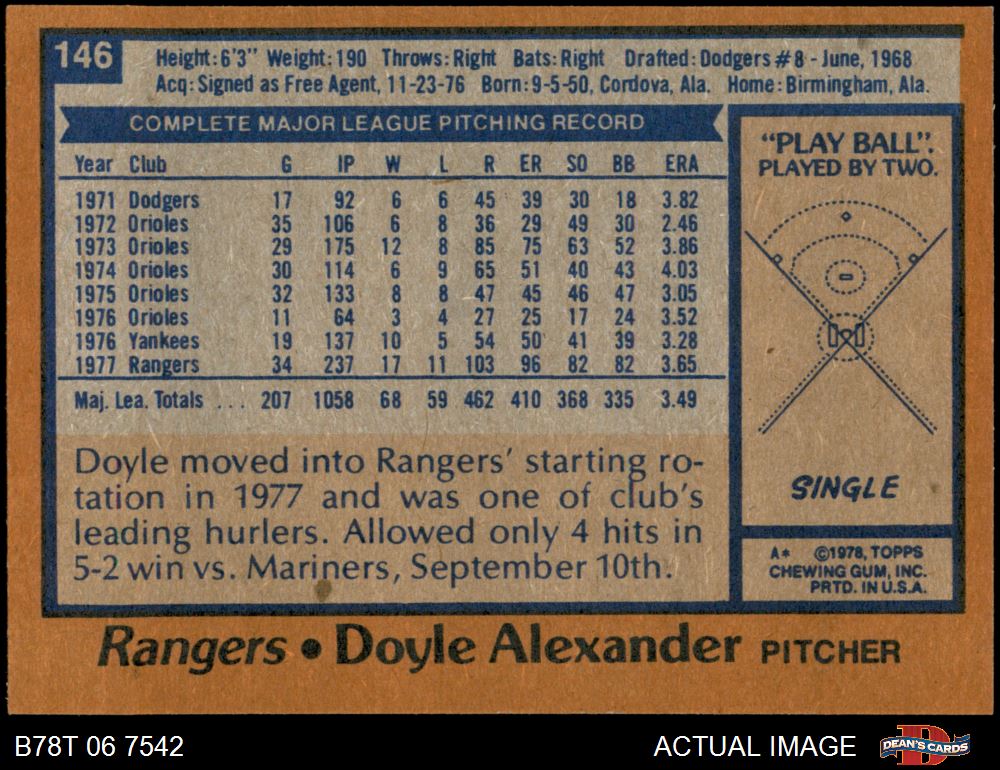 146
Height: 6'3" Weight: 190 Throws: Right Bats: Right Drafted: Dodgers #8 - June, 1968
Acq: Signed as Free Agent, 11-23-76 Born: 9-5-50, Cordova, Ala. Home: Birmingham, Ala.
COMPLETE MAJOR LEAGUE PITCHING RECORD
Year Club G IP W L R ER SO BB ERA
1971 Dodgers 17 92 6 6 45 39 30 18 3.82
1972 Orioles 35 106 6 8 36 29 49 30 2.46
1973 Orioles 29 175 12 8 85 75 63 52 3.86
1974 Orioles 30 114 6 9 65 51 40 43 4.03
1975 Orioles 32 133 8 8 47 45 46 47 3.05
1976 Orioles 11 64 3 4 27 25 17 24 3.52
1976 Yankees 19 137 10 5 54 50 41 39 3.28
1977 Rangers 34 237 17 11 103 96 82 82 3.65
Maj. Lea. Totals ... 207 1058 68 59 462 410 368 335 3.49
Doyle moved into Rangers' starting ro-
tation in 1977 and was one of club's
leading hurlers. Allowed only 4 hits in
5-2 win vs. Mariners, September 10th.
"PLAY BALL".
PLAYED BY TWO.
SINGLE
A* ©1978, TOPPS
CHEWING GUM, INC.
PRTD. IN U.S.A.
Rangers • Doyle Alexander PITCHER
B78T 06 7542
ACTUAL IMAGE
D
DEAN'S CARDS